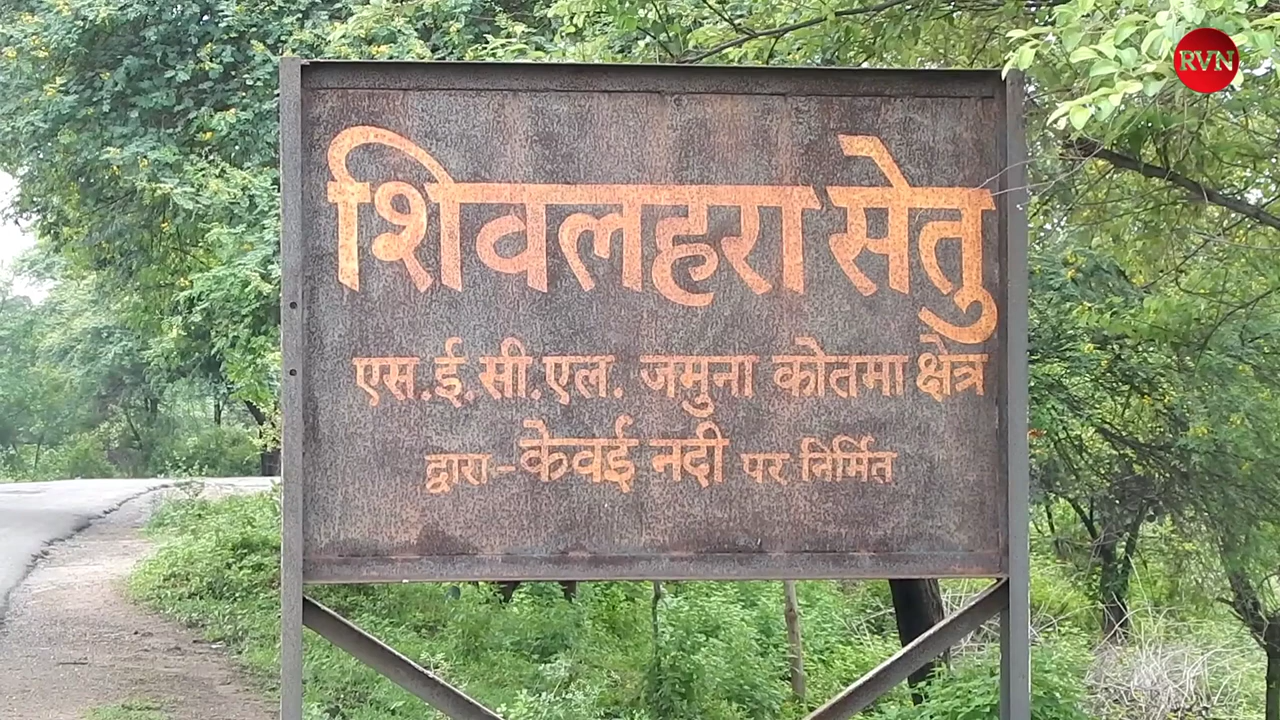 RVN
शिवलहरा सेतु
एस.ई.सी.एल. जमुना कोतमा क्षेत्र
द्वारा-केवई नदी पर निर्मित